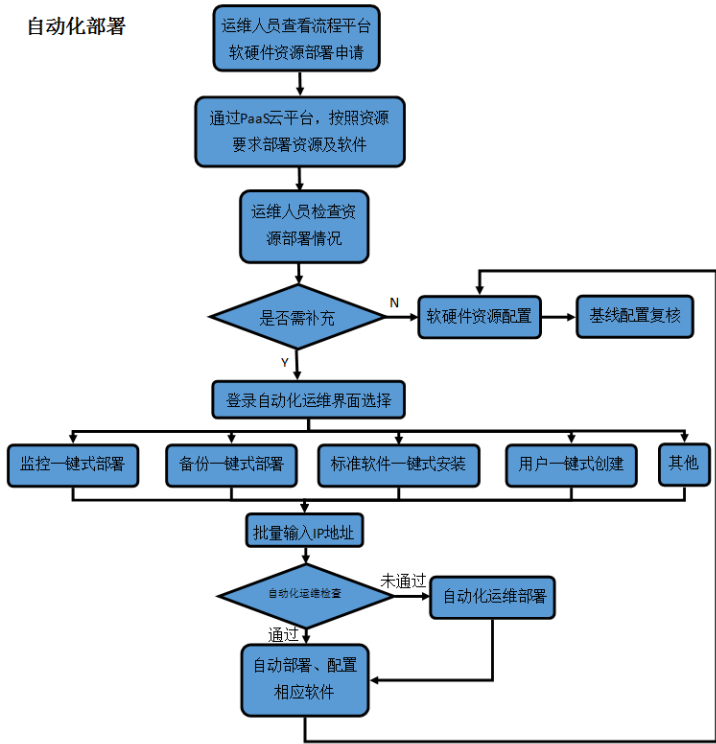 自动化部署
运维人员查看流程平台
软硬件资源部署申请
通过PaaS云平台，按照资源
要求部署资源及软件
运维人员检查资
源部署情况
是否需补充
N
软硬件资源配置
基线配置复核
Y
登录自动化运维界面选择
监控一键式部署
备份一键式部署
标准软件一键式安装
用户一键式创建
其他
批量输入IP地址
自动化运维检查
未通过
自动化运维部署
通过
自动部署、配置
相应软件